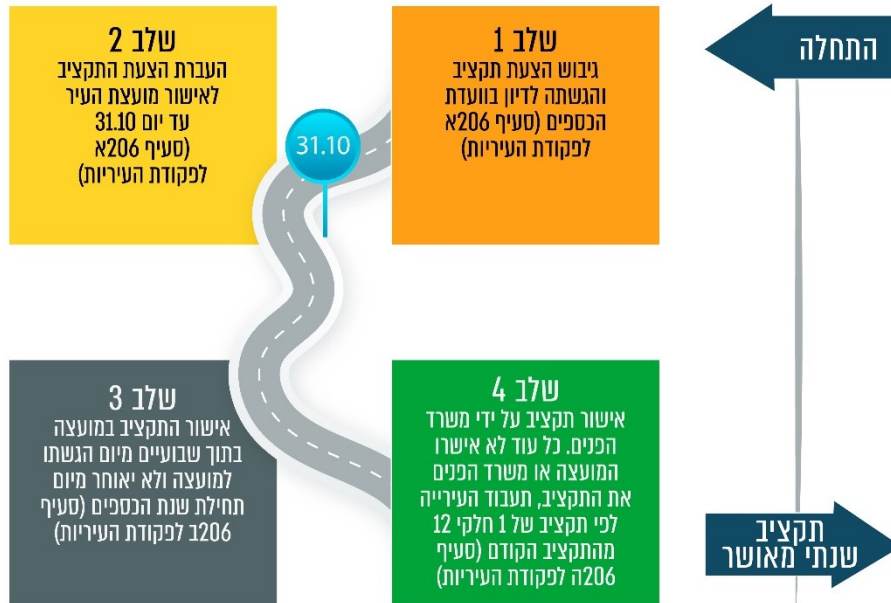 התחלה
שלב 1
גיבוש הצעת תקציב
והגשתה לדיון בוועדת
הכספים (סעיף 206א
לפקודת העיריות)
שלב 2
העברת הצעת התקציב
לאישור מועצת העיר
עד יום 31.10
(סעיף 206א
לפקודת העיריות)
31.10
שלב 3
אישור התקציב במועצה
בתוך שבועיים מיום הגשתו
למועצה ולא יאוחר מיום
תחילת שנת הכספים (סעיף
206ב לפקודת העיריות)
שלב 4
אישור תקציב על ידי משרד
הפנים. כל עוד לא אישרו
המועצה או משרד הפנים
את התקציב, תעבוד העירייה
לפי תקציב של 1 חלקי 12
מהתקציב הקודם (סעיף
206ה לפקודת העיריות)
תקציב
שנתי מאושר